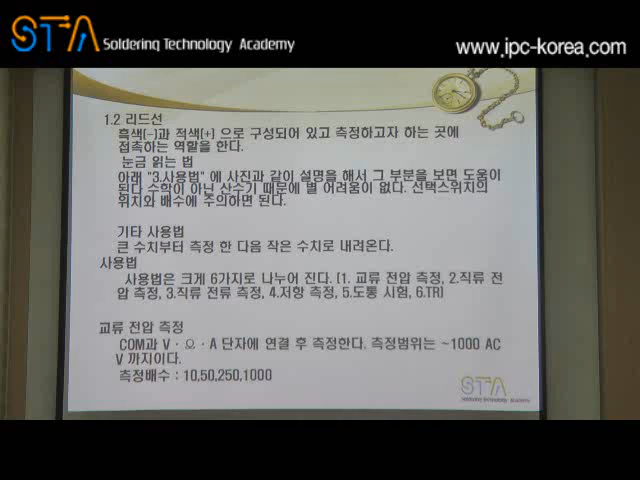 STA Soldering Technology Academy
www.ipc-korea.com
1.2 리드선
흑색(-)과 적색(+) 으로 구성되어 있고 측정하고자 하는 곳에
접촉하는 역할을 한다.
눈금 읽는 법
아래 "3.사용법" 에 사진과 같이 설명을 해서 그 부분을 보면 도움이
된다 수학이 아닌 산수기 때문에 별 어려움이 없다. 선택스위치의
위치와 배수에 주의하면 된다.
기타 사용법
큰 수치부터 측정 한 다음 작은 수치로 내려온다.
사용법
사용법은 크게 6가지로 나누어 진다. [1. 교류 전압 측정, 2.직류 전
압 측정, 3.직류 전류 측정, 4.저항 측정, 5.도통 시험, 6.TR]
교류 전압 측정
COM과 V · Ω · A 단자에 연결 후 측정한다. 측정범위는 ~1000 AC
V 까지이다.
측정배수 : 10,50,250,1000
STA
Soldering Technology Academy